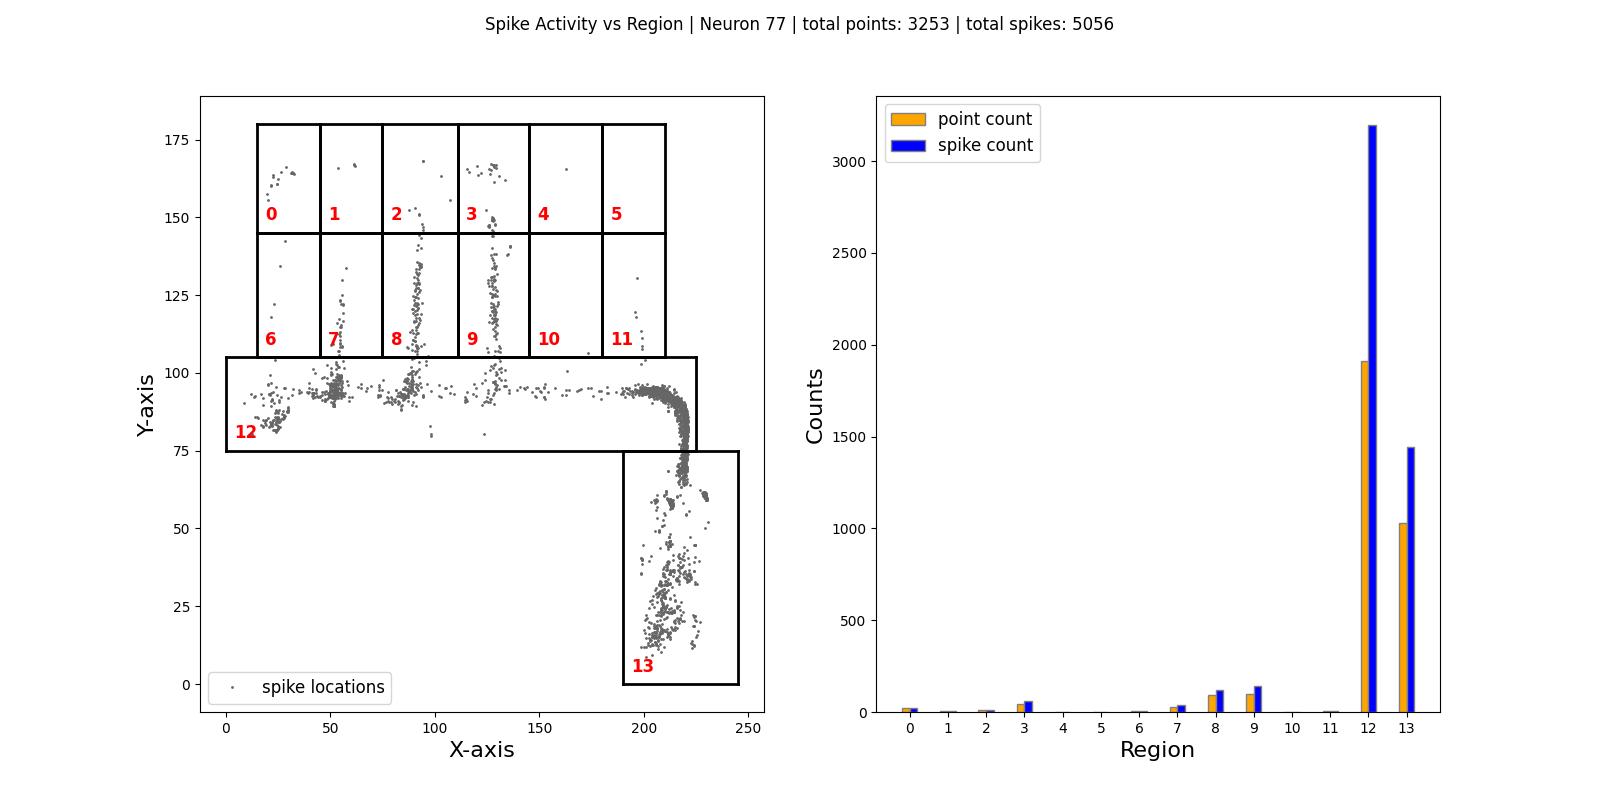 Spike Activity vs Region | Neuron 77 | total points: 3253 | total spikes: 5056
175
150
125
100
75
50
25
0
Y-axis
0 1 2 3 4 5
6 7 8 9 10 11
12
13
spike locations
0 50 100 150 200 250
X-axis
point count
spike count
3000
2500
2000
1500
1000
500
0
Counts
0 1 2 3 4 5 6 7 8 9 10 11 12 13
Region